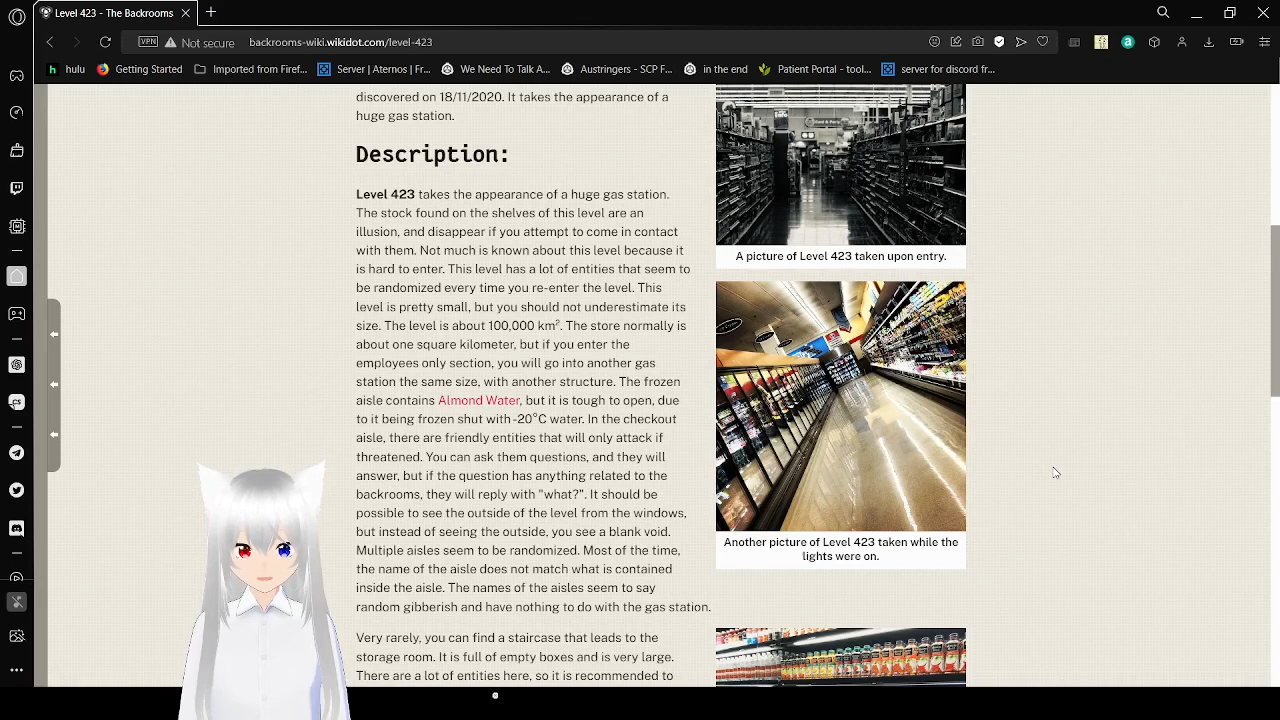 Level 423 - The Backrooms
VPN Not secure backrooms-wiki.wikidot.com/level-423
hulu Getting Started Imported from Firef... Server | Aternos | Fr... We Need To Talk A... Austringers - SCP F... in the end Patient Portal - tool... server for discord fr...
discovered on 18/11/2020. It takes the appearance of a
huge gas station.
Description:
Level 423 takes the appearance of a huge gas station.
The stock found on the shelves of this level are an
illusion, and disappear if you attempt to come in contact
with them. Not much is known about this level because it
is hard to enter. This level has a lot of entities that seem to
be randomized every time you re-enter the level. This
level is pretty small, but you should not underestimate its
size. The level is about 100,000 km². The store normally is
about one square kilometer, but if you enter the
employees only section, you will go into another gas
station the same size, with another structure. The frozen
aisle contains Almond Water, but it is tough to open, due
to it being frozen shut with -20°C water. In the checkout
aisle, there are friendly entities that will only attack if
threatened. You can ask them questions, and they will
answer, but if the question has anything related to the
backrooms, they will reply with "what?". It should be
possible to see the outside of the level from the windows,
but instead of seeing the outside, you see a blank void.
Multiple aisles seem to be randomized. Most of the time,
the name of the aisle does not match what is contained
inside the aisle. The names of the aisles seem to say
random gibberish and have nothing to do with the gas station.
Very rarely, you can find a staircase that leads to the
storage room. It is full of empty boxes and is very large.
There are a lot of entities here, so it is recommended to
A picture of Level 423 taken upon entry.
Another picture of Level 423 taken while the
lights were on.